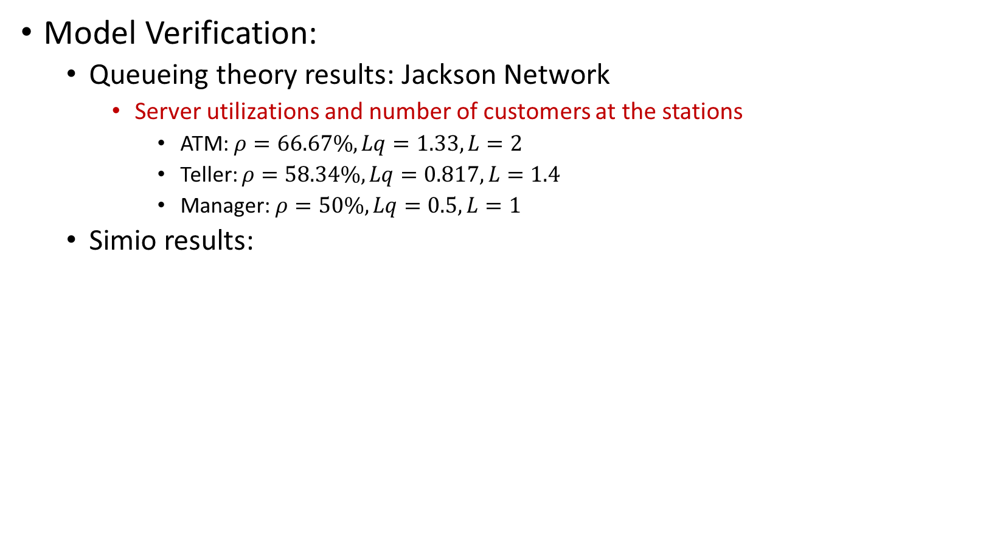 • Model Verification:
• Queueing theory results: Jackson Network
• Server utilizations and number of customers at the stations
• ATM: ρ = 66.67%, Lq = 1.33, L = 2
• Teller: ρ = 58.34%, Lq = 0.817, L = 1.4
• Manager: ρ = 50%, Lq = 0.5, L = 1
• Simio results: